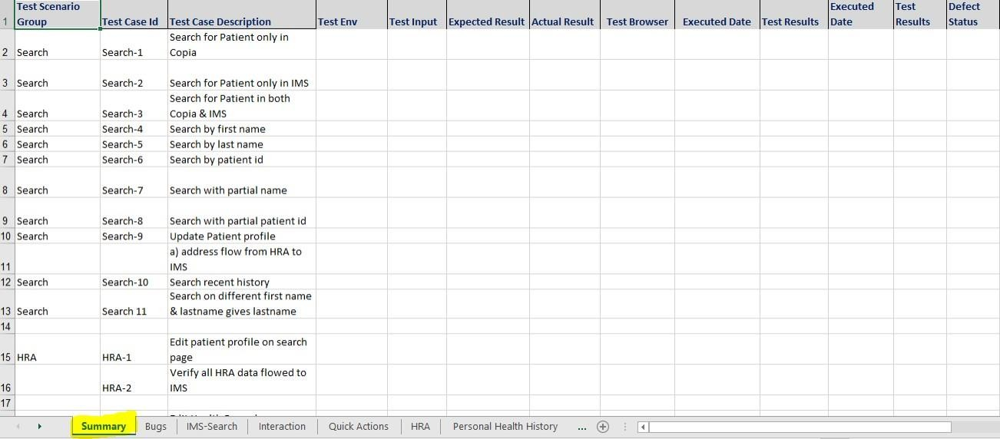 Test Scenario Group Test Case Id Test Case Description Test Env Test Input Expected Result Actual Result Test Browser Executed Date Test Results Executed Date Test Results Defect Status
1
2 Search Search-1 Search for Patient only in Copia
3 Search Search-2 Search for Patient only in IMS
4 Search Search-3 Search for Patient in both Copia & IMS
5 Search Search-4 Search by first name
6 Search Search-5 Search by last name
7 Search Search-6 Search by patient id
8 Search Search-7 Search with partial name
9 Search Search-8 Search with partial patient id
10 Search Search-9 Update Patient profile
11 a) address flow from HRA to IMS
12 Search Search-10 Search recent history
13 Search Search 11 Search on different first name & lastname gives lastname
14
15 HRA HRA-1 Edit patient profile on search page
16 HRA-2 Verify all HRA data flowed to IMS
17
Summary Bugs IMS-Search Interaction Quick Actions HRA Personal Health History ...